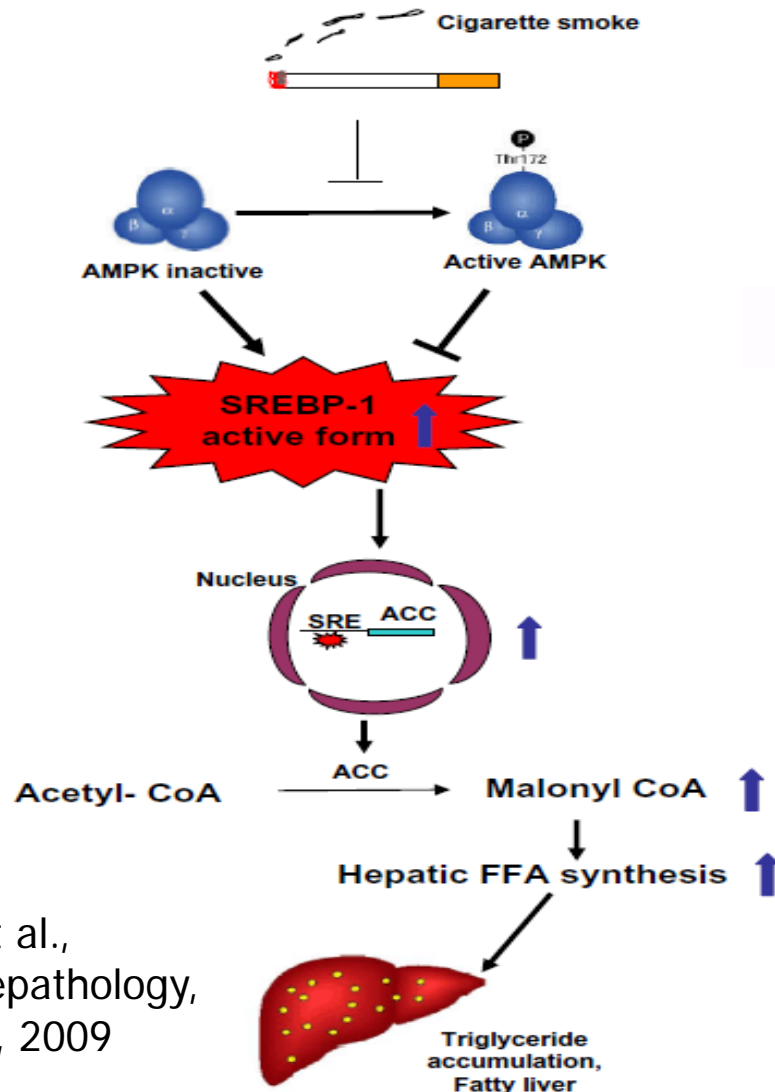 Cigarette smoke
P
Thr172
α
β
γ
α
β
γ
AMPK inactive
Active AMPK
SREBP-1
active form
Nucleus
SRE
ACC
ACC
Acetyl- CoA
Malonyl CoA
Hepatic FFA synthesis
t al.,
epathology,
, 2009
Triglyceride
accumulation,
Fatty liver